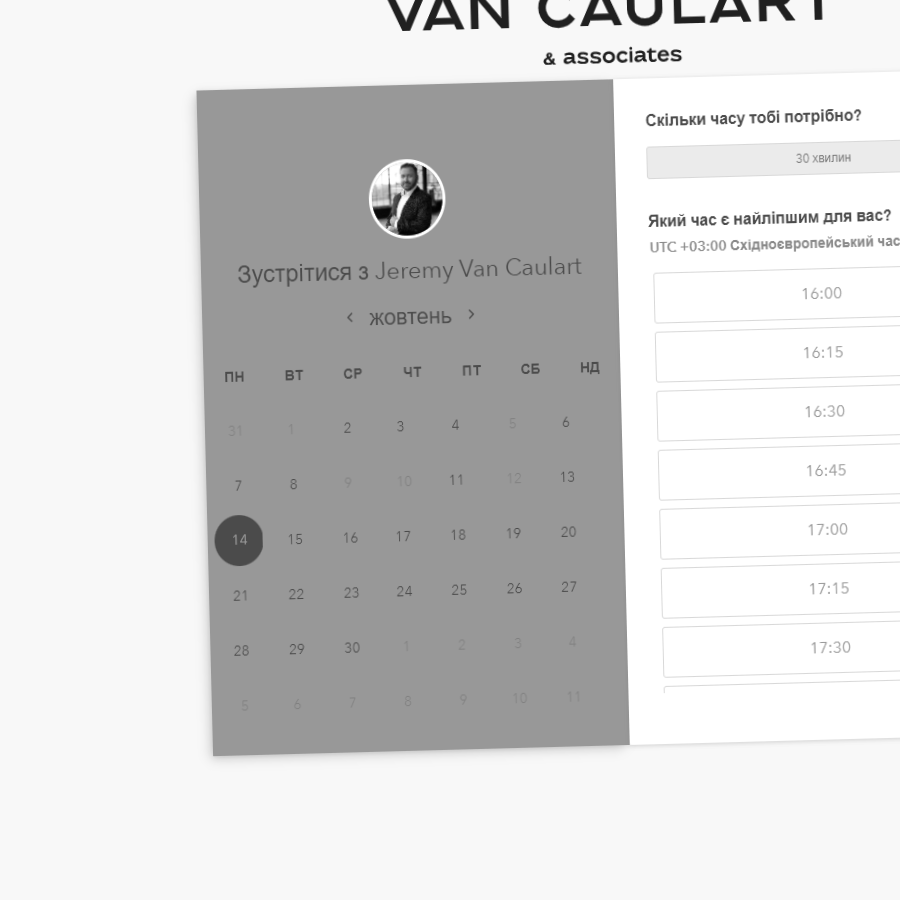 VAN CAULART
& associates
Зустрітися з Jeremy Van Caulart
< жовтень >
ПН ВТ СР ЧТ ПТ СБ НД
31 1 2 3 4 5 6
7 8 9 10 11 12 13
14 15 16 17 18 19 20
21 22 23 24 25 26 27
28 29 30 1 2 3 4
5 6 7 8 9 10 11
Скільки часу тобі потрібно?
30 хвилин
Який час є найліпшим для вас?
UTC +03:00 Східноєвропейський час
16:00
16:15
16:30
16:45
17:00
17:15
17:30